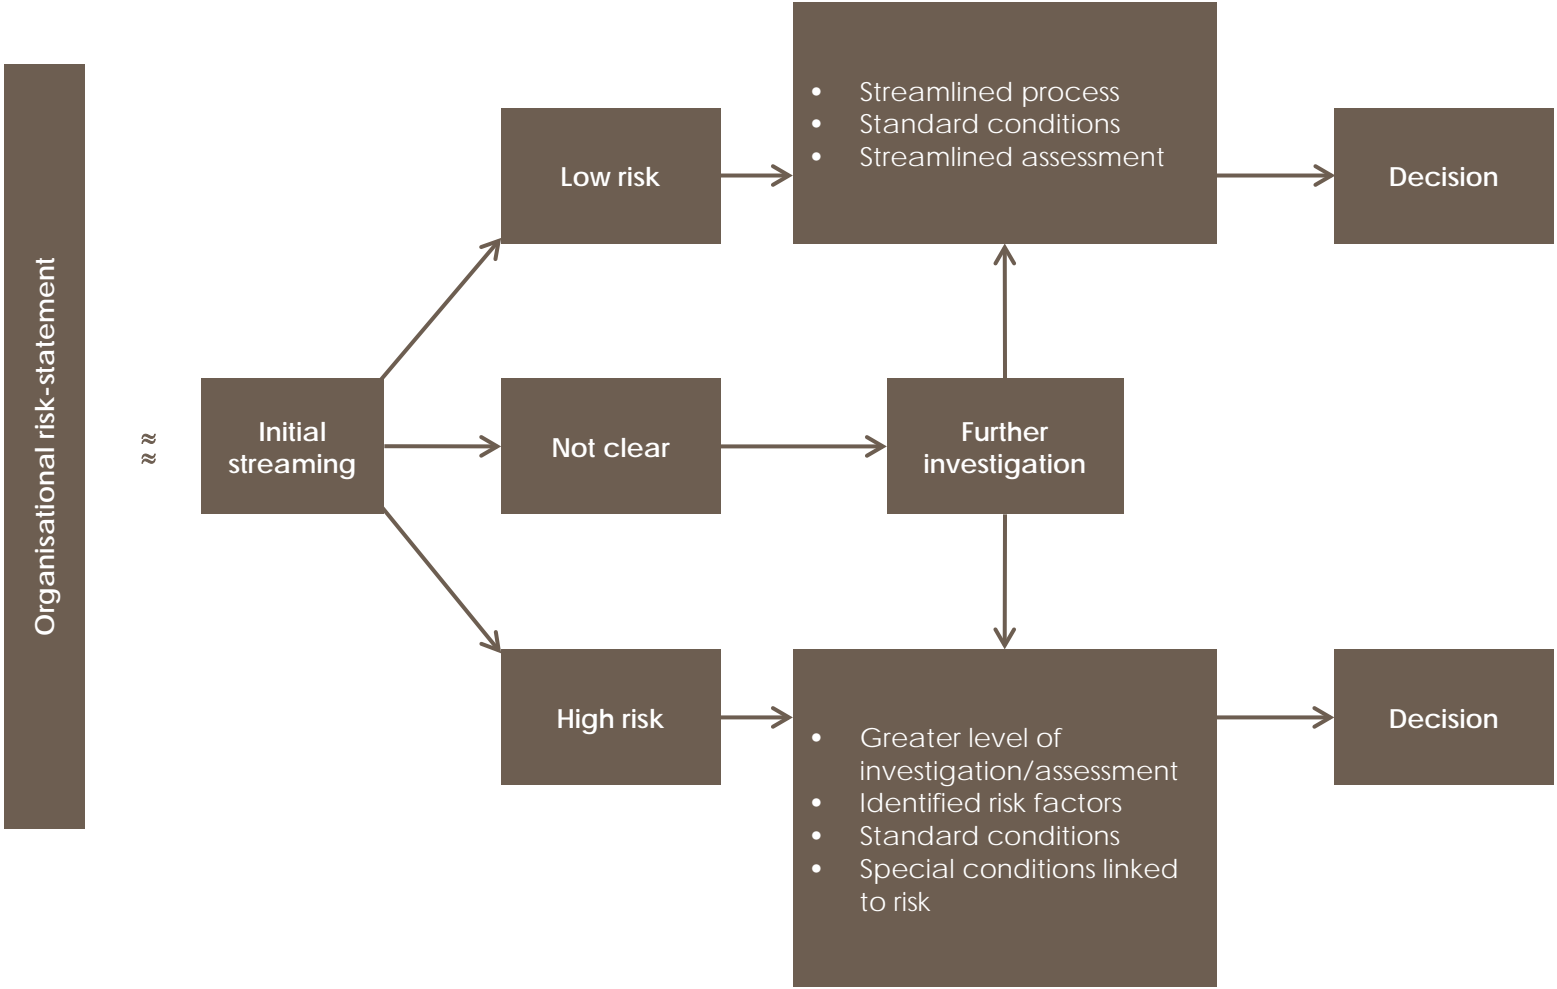 Organisational risk-statement
≈
≈
Initial
streaming
Low risk
• Streamlined process
• Standard conditions
• Streamlined assessment
Decision
Not clear
Further
investigation
High risk
• Greater level of
investigation/assessment
• Identified risk factors
• Standard conditions
• Special conditions linked
to risk
Decision